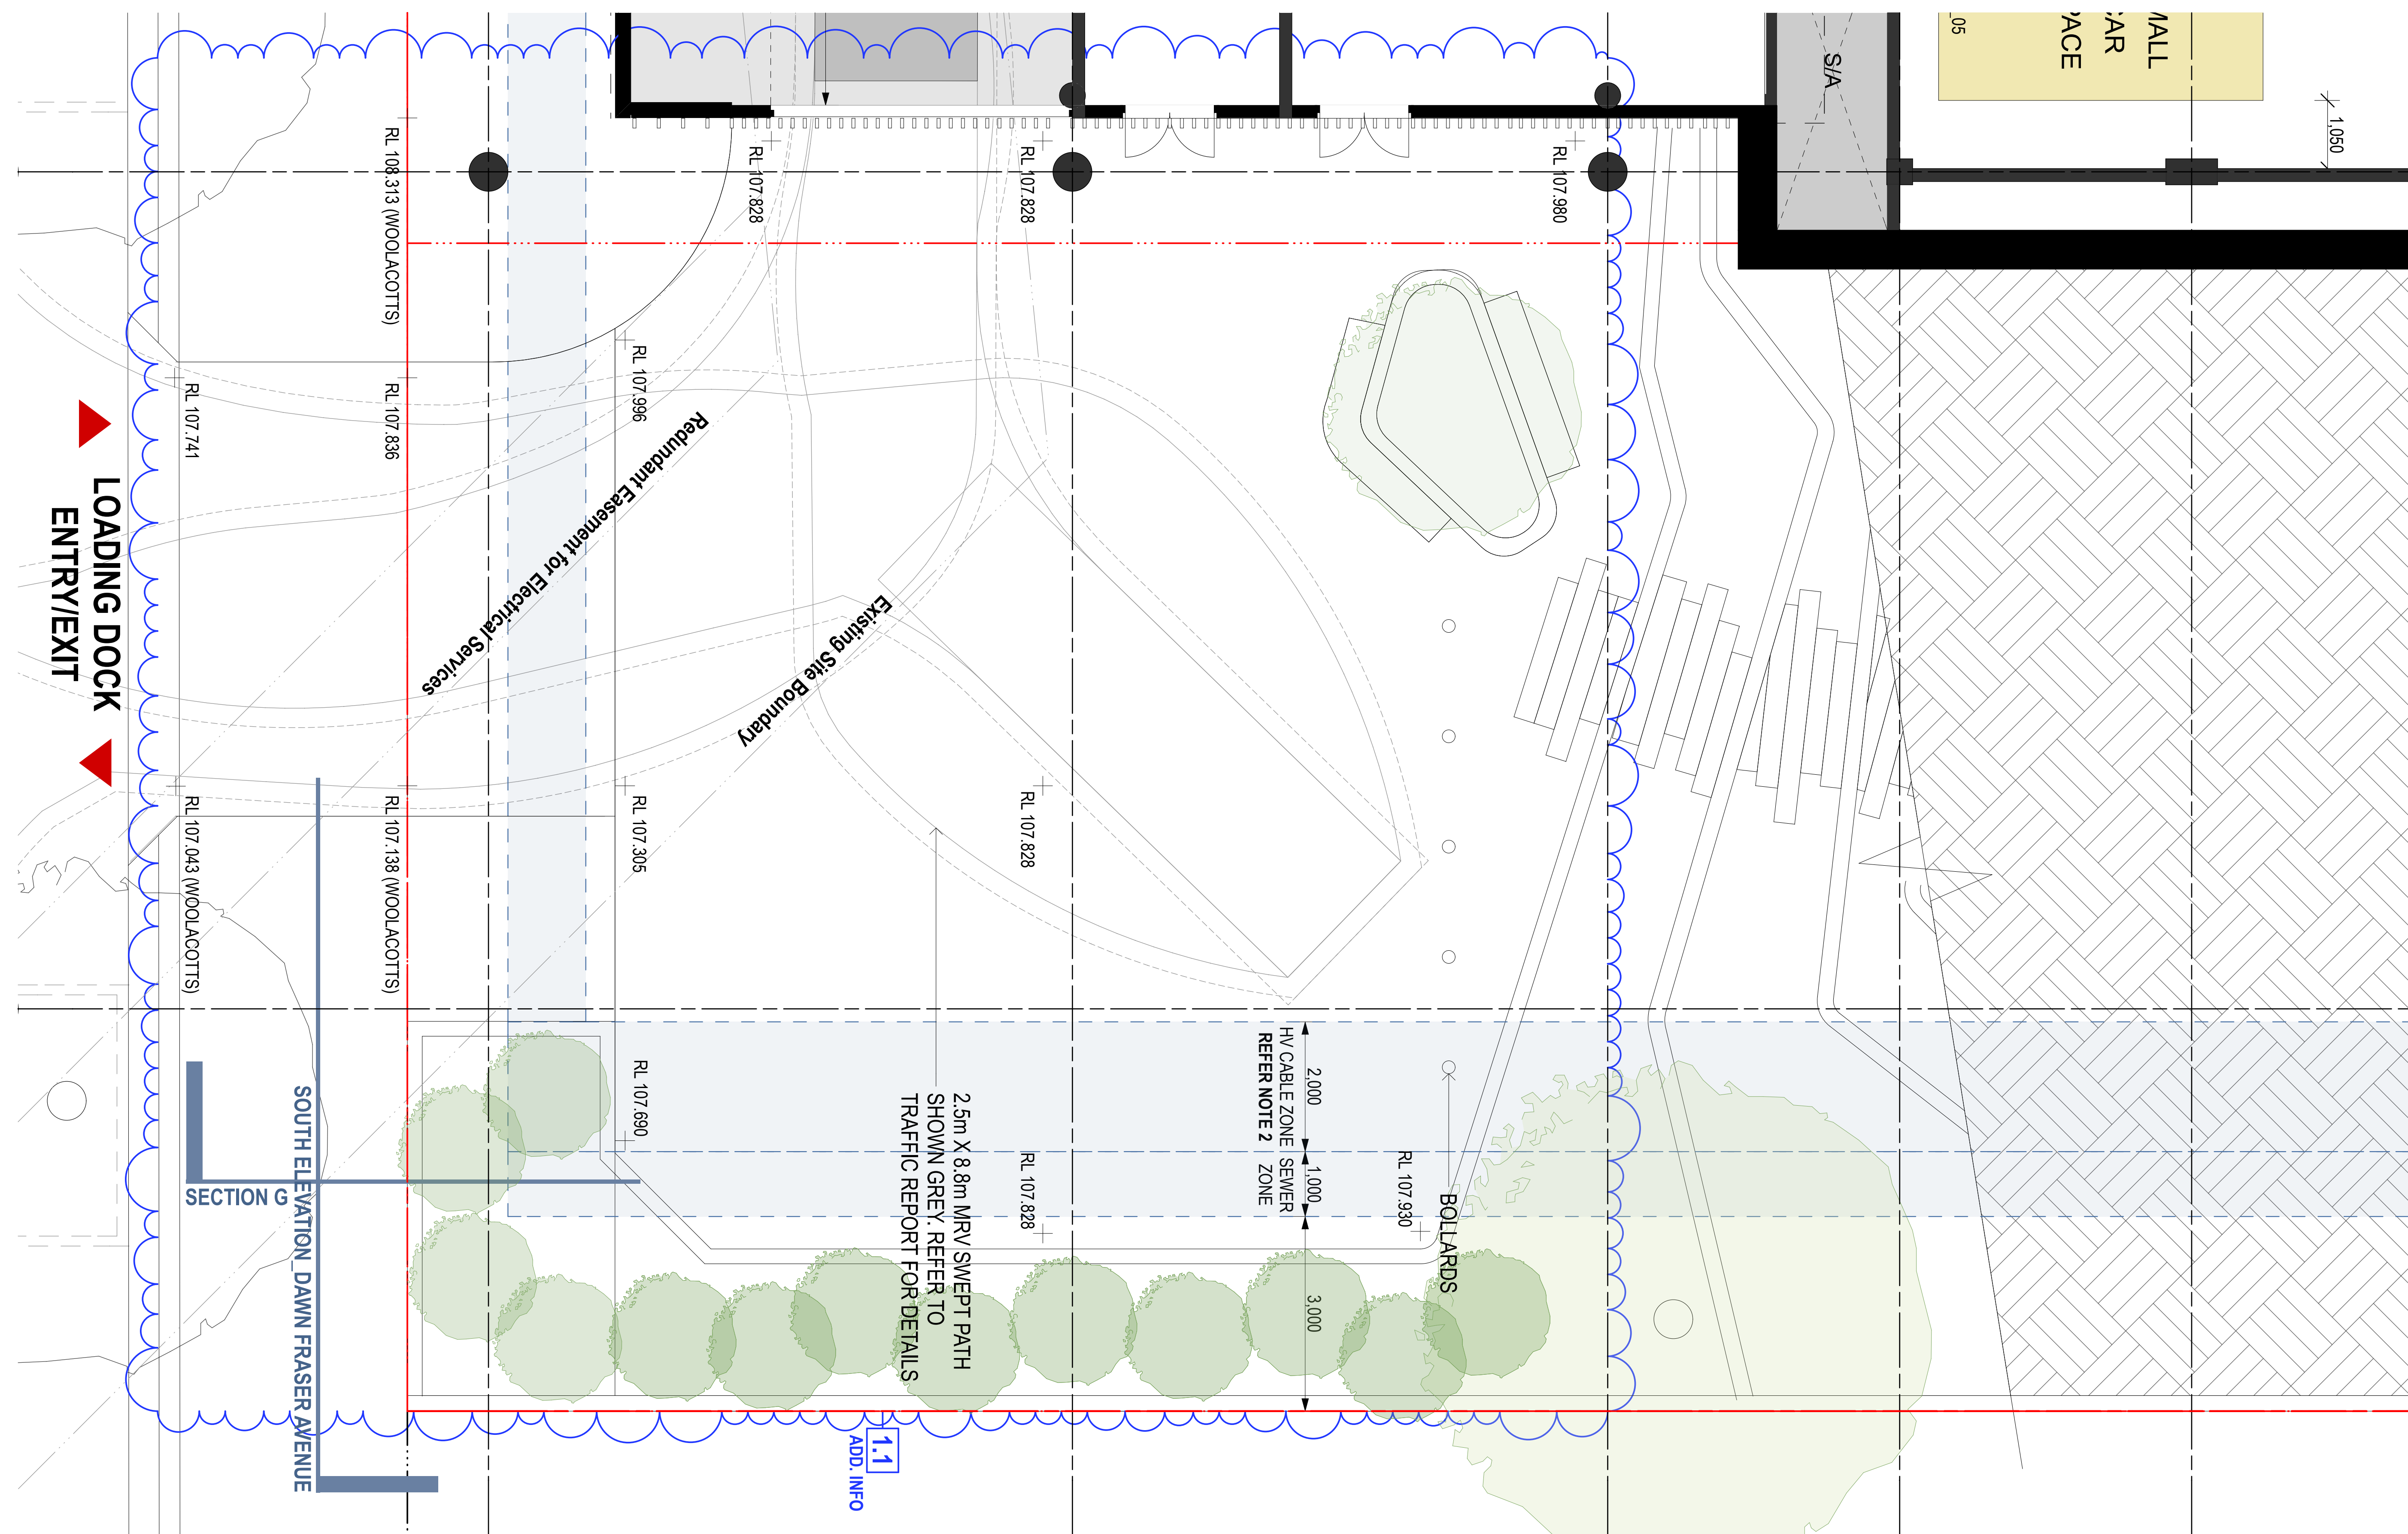 _05
MALL
CAR
PACE
S/A
1,050
RL 108.313 (WOOLACOTTS)
RL 107.828
RL 107.828
RL 107.980
RL 107.741
RL 107.836
RL 107.996
Redundant Easement for Electrical Services
Existing Site Boundary
LOADING DOCK
ENTRY/EXIT
RL 107.043 (WOOLACOTTS)
RL 107.138 (WOOLACOTTS)
RL 107.305
RL 107.828
RL 107.690
2.5m X 8.8m MRV SWEPT PATH
SHOWN GREY. REFER TO
TRAFFIC REPORT FOR DETAILS
RL 107.828
2,000
HV CABLE ZONE
REFER NOTE 2
1,000
SEWER
ZONE
3,000
RL 107.930
BOLLARDS
SECTION G
SOUTH ELEVATION_DAWN FRASER AVENUE
1.1
ADD. INFO